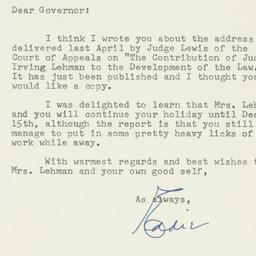 Dear Governor:
I think I wrote you about the address
delivered last April by Judge Lewis of the
Court of Appeals on "The Contribution of Jud
Irving Lehman to the Development of the Law.
It has just been published and I thought you
would like a copy.
I was delighted to learn that Mrs. Leh
and you will continue your holiday until Dec
15th, although the report is that you still
manage to put in some pretty heavy licks of
work while away.
With warmest regards and best wishes t
Mrs. Lehman and your own good self,
As always,
Eadie